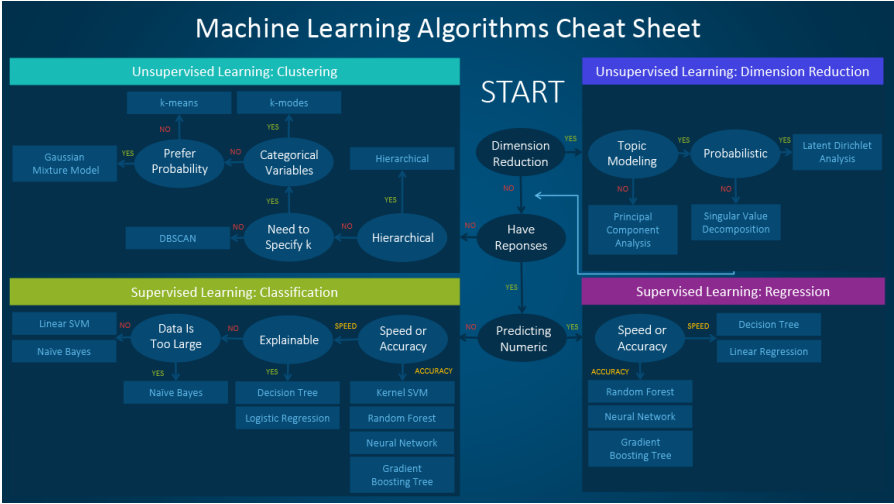 Machine Learning Algorithms Cheat Sheet
Unsupervised Learning: Clustering
k-means
k-modes
NO
YES
Gaussian
Mixture Model
YES
Prefer
Probability
NO
Categorical
Variables
Hierarchical
YES
YES
DBSCAN
NO
Need to
Specify k
NO
Hierarchical
START
Dimension
Reduction
YES
NO
Have
Reponses
NO
YES
Predicting
Numeric
NO
YES
Unsupervised Learning: Dimension Reduction
Topic
Modeling
YES
Probabilistic
YES
Latent Dirichlet
Analysis
NO
NO
Principal
Component
Analysis
Singular Value
Decomposition
Supervised Learning: Classification
Linear SVM
Naïve Bayes
NO
Data Is
Too Large
NO
Explainable
SPEED
Speed or
Accuracy
YES
YES
ACCURACY
Naïve Bayes
Decision Tree
Logistic Regression
Kernel SVM
Random Forest
Neural Network
Gradient
Boosting Tree
Supervised Learning: Regression
Speed or
Accuracy
SPEED
Decision Tree
Linear Regression
ACCURACY
Random Forest
Neural Network
Gradient
Boosting Tree